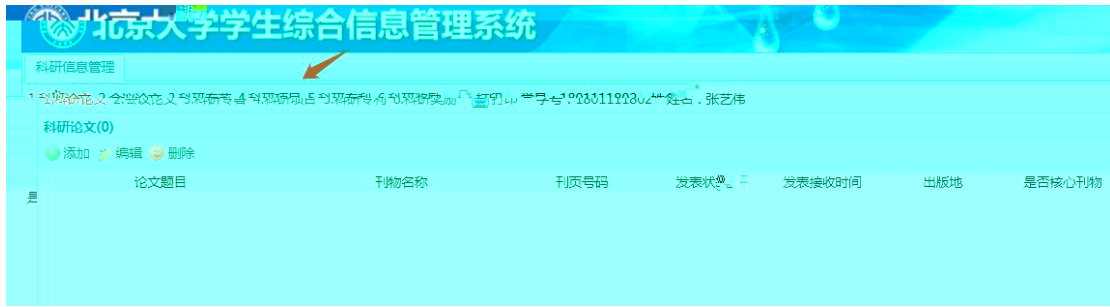 北京大学学生综合信息管理系统
科研信息管理
姓名：张艺伟
科研论文(0)
添加 编辑 删除
论文题目 刊物名称 刊页号码 发表状 发表接收时间 出版地 是否核心刊物
是